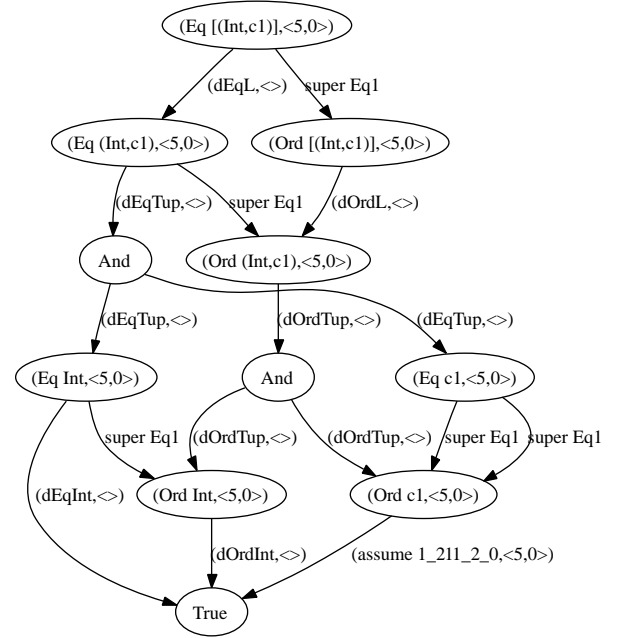 (Eq [(Int,c1)],<5,0>)
(dEqL,<>) super Eq1
(Eq (Int,c1),<5,0>) (Ord [(Int,c1)],<5,0>)
(dEqTup,<>) super Eq1 (dOrdL,<>)
And (Ord (Int,c1),<5,0>)
(dEqTup,<>) (dOrdTup,<>) (dEqTup,<>)
(Eq Int,<5,0>) And (Eq c1,<5,0>)
super Eq1 (dOrdTup,<>) (dOrdTup,<>) super Eq1 super Eq1
(dEqInt,<>) (Ord Int,<5,0>) (Ord c1,<5,0>)
(dOrdInt,<>) (assume 1_211_2_0,<5,0>)
True